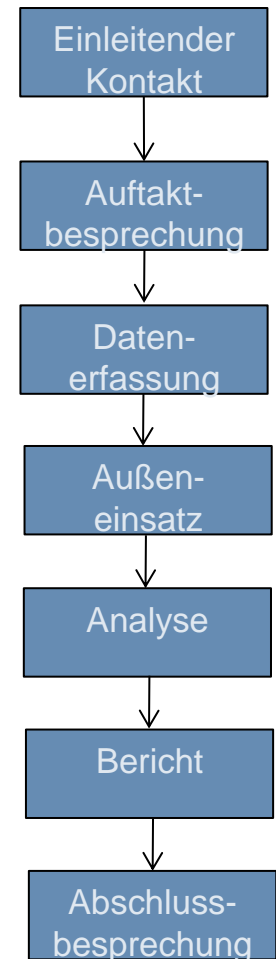 Einleitender
Kontakt
Auftakt-
besprechung
Daten-
erfassung
Außen-
einsatz
Analyse
Bericht
Abschluss-
besprechung